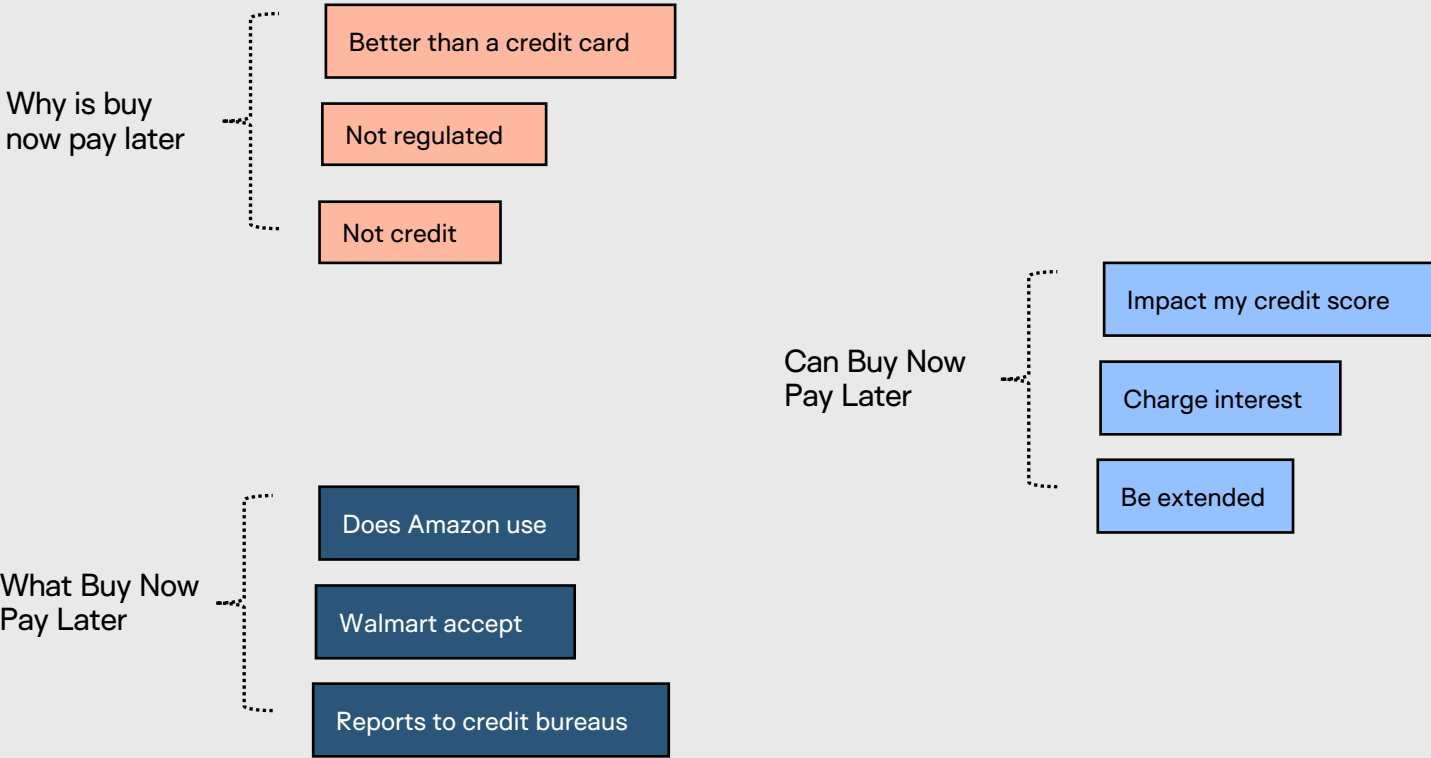 Why is buy
now pay later
Better than a credit card
Not regulated
Not credit
Can Buy Now
Pay Later
Impact my credit score
Charge interest
Be extended
What Buy Now
Pay Later
Does Amazon use
Walmart accept
Reports to credit bureaus